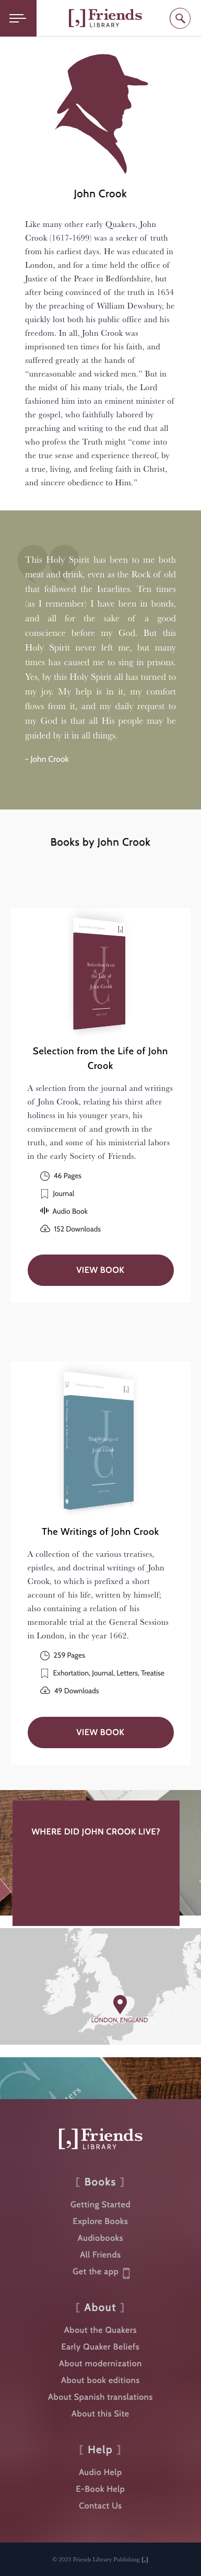 [,] Friends
LIBRARY
John Crook
Like many other early Quakers, John
Crook (1617-1699) was a seeker of truth
from his earliest days. He was educated in
London, and for a time held the office of
Justice of the Peace in Bedfordshire, but
after being convinced of the truth in 1654
by the preaching of William Dewsbury, he
quickly lost both his public office and his
freedom. In all, John Crook was
imprisoned ten times for his faith, and
suffered greatly at the hands of
“unreasonable and wicked men.” But in
the midst of his many trials, the Lord
fashioned him into an eminent minister of
the gospel, who faithfully labored by
preaching and writing to the end that all
who profess the Truth might “come into
the true sense and experience thereof, by
a true, living, and feeling faith in Christ,
and sincere obedience to Him.”
This Holy Spirit has been to me both
meat and drink, even as the Rock of old
that followed the Israelites. Ten times
(as I remember) I have been in bonds,
and all for the sake of a good
conscience before my God. But this
Holy Spirit never left me, but many
times has caused me to sing in prisons.
Yes, by this Holy Spirit all has turned to
my joy. My help is in it, my comfort
flows from it, and my daily request to
my God is that all His people may be
guided by it in all things.
- John Crook
Books by John Crook
Selection from
the Life of
John Crook
Selection from the Life of John
Crook
A selection from the journal and writings
of John Crook, relating his thirst after
holiness in his younger years, his
convincement of and growth in the
truth, and some of his ministerial labors
in the early Society of Friends.
46 Pages
Journal
Audio Book
152 Downloads
VIEW BOOK
The Writings of
John Crook
The Writings of John Crook
A collection of the various treatises,
epistles, and doctrinal writings of John
Crook, to which is prefixed a short
account of his life, written by himself;
also containing a relation of his
memorable trial at the General Sessions
in London, in the year 1662.
259 Pages
Exhortation, Journal, Letters, Treatise
49 Downloads
VIEW BOOK
WHERE DID JOHN CROOK LIVE?
LONDON, ENGLAND
[,] Friends
LIBRARY
[ Books ]
Getting Started
Explore Books
Audiobooks
All Friends
Get the app
[ About ]
About the Quakers
Early Quaker Beliefs
About modernization
About book editions
About Spanish translations
About this Site
[ Help ]
Audio Help
E-Book Help
Contact Us
© 2023 Friends Library Publishing [,]